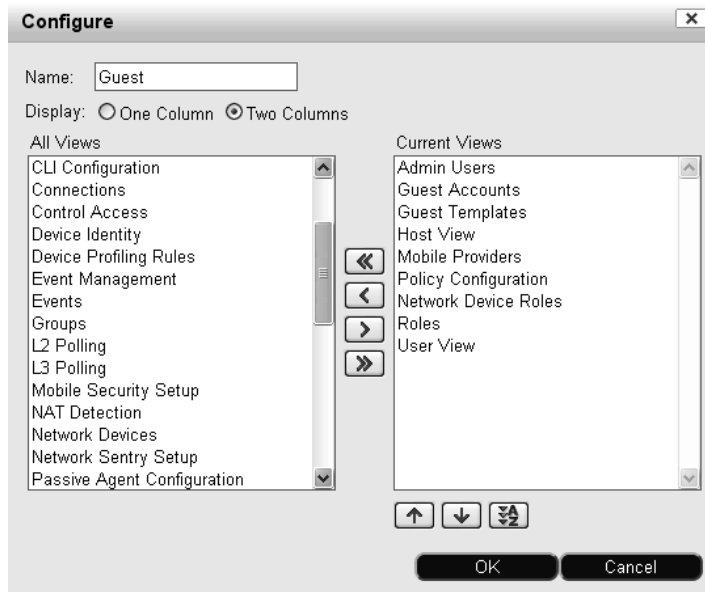 Configure
Name: Guest
Display: One Column Two Columns
All Views
CLI Configuration
Connections
Control Access
Device Identity
Device Profiling Rules
Event Management
Events
Groups
L2 Polling
L3 Polling
Mobile Security Setup
NAT Detection
Network Devices
Network Sentry Setup
Passive Agent Configuration
Current Views
Admin Users
Guest Accounts
Guest Templates
Host View
Mobile Providers
Policy Configuration
Network Device Roles
Roles
User View
A
Z
OK Cancel